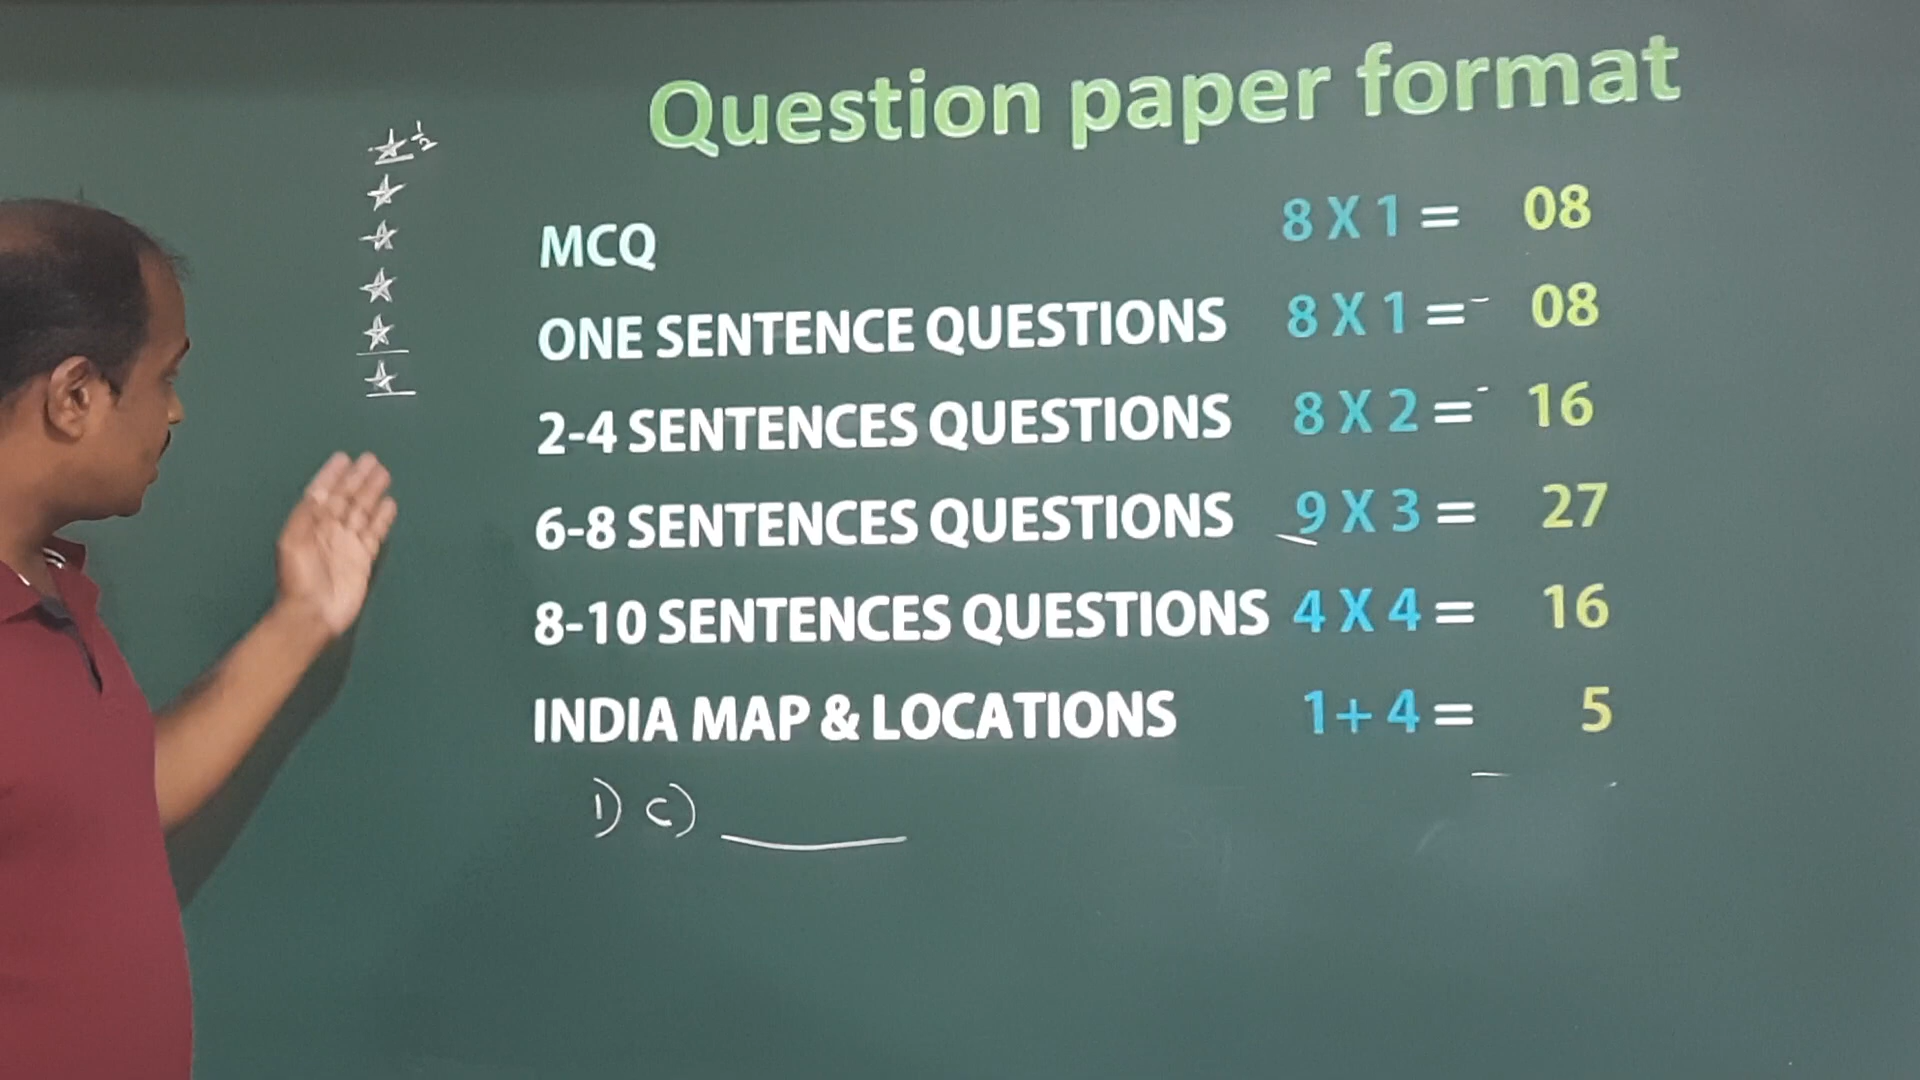 Question paper format
1/2
MCQ 8 X 1 = 08
ONE SENTENCE QUESTIONS 8 X 1 = 08
2-4 SENTENCES QUESTIONS 8 X 2 = 16
6-8 SENTENCES QUESTIONS 9 X 3 = 27
8-10 SENTENCES QUESTIONS 4 X 4 = 16
INDIA MAP & LOCATIONS 1+ 4 = 5
1) c)